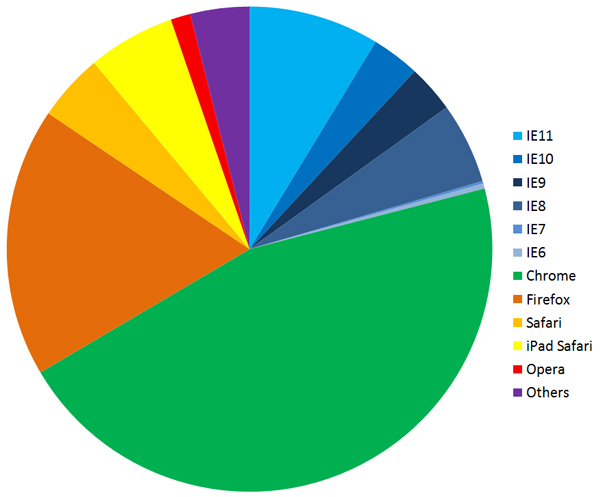 IE11
IE10
IE9
IE8
IE7
IE6
Chrome
Firefox
Safari
iPad Safari
Opera
Others